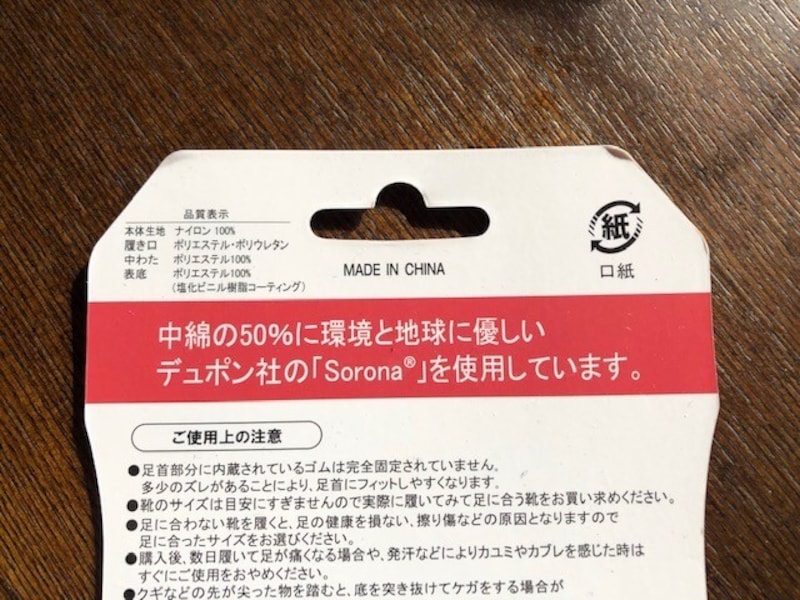 品質表示
本体生地 ナイロン 100%
履き口 ポリエステル・ポリウレタン
中わた ポリエステル100%
表底 ポリエステル100%
(塩化ビニル樹脂コーティング)
MADE IN CHINA
紙
口紙
中綿の50%に環境と地球に優しい
デュポン社の「Sorona®」を使用しています。
ご使用上の注意
●足首部分に内蔵されているゴムは完全固定されていません。
多少のズレがあることにより、足首にフィットしやすくなります。
●靴のサイズは目安にすぎませんので実際に履いてみて足に合う靴をお買い求めください。
●足に合わない靴を履くと、足の健康を損ない、擦り傷などの原因となりますので
足に合ったサイズをお選びください。
●購入後、数日履いて足が痛くなる場合や、発汗などによりカユミやカブレを感じた時は
すぐにご使用をおやめください。
●クギなどの先が尖った物を踏むと、底を突き抜けてケガをする場合が